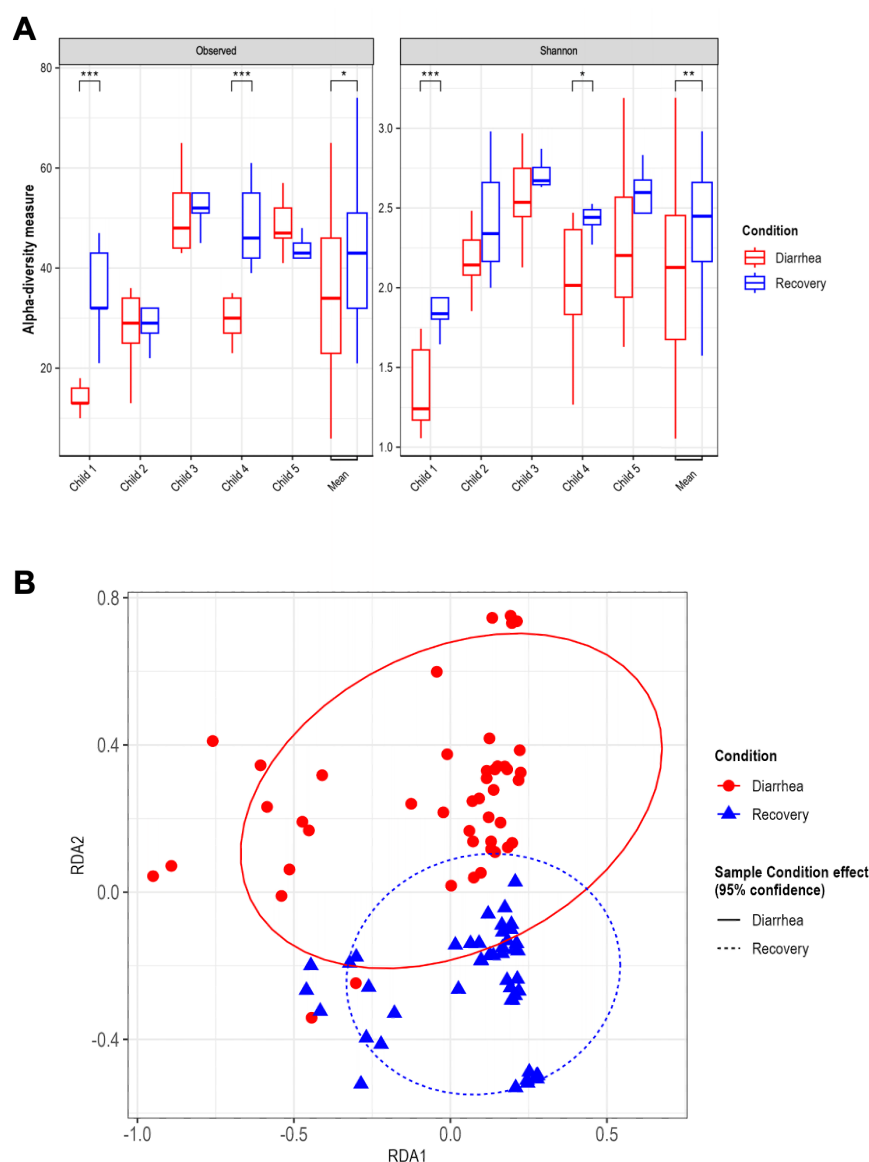 A
Observed
Shannon
*** *** * *** * **
80
60
40
20
3.0
2.5
2.0
1.5
1.0
Alpha-diversity measure
Child 1 Child 2 Child 3 Child 4 Child 5 Mean
Child 1 Child 2 Child 3 Child 4 Child 5 Mean
Condition
Diarrhea
Recovery
B
0.8
0.4
0.0
-0.4
RDA2
-1.0 -0.5 0.0 0.5
RDA1
Condition
Diarrhea
Recovery
Sample Condition effect
(95% confidence)
Diarrhea
Recovery